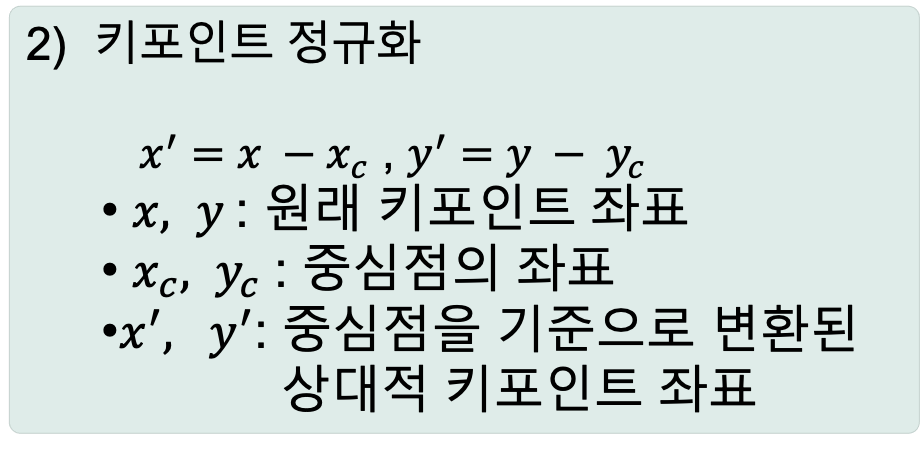 2) 키포인트 정규화
x′ = x − x_c , y′ = y − y_c
• x, y : 원래 키포인트 좌표
• x_c, y_c : 중심점의 좌표
•x′, y′: 중심점을 기준으로 변환된
상대적 키포인트 좌표